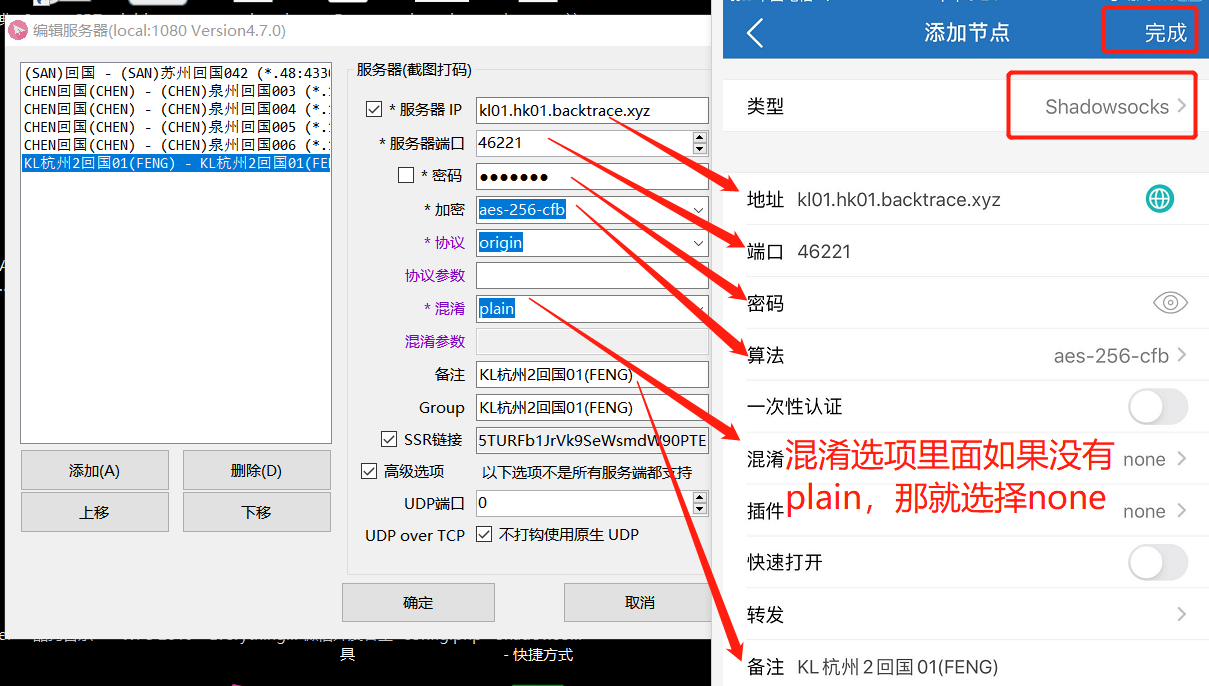 编辑服务器(local:1080 Version4.7.0)
(SAN)回国 - (SAN)苏州回国042 (*.48:4330
CHEN回国(CHEN) - (CHEN)泉州回国003 (*.
CHEN回国(CHEN) - (CHEN)泉州回国004 (*.
CHEN回国(CHEN) - (CHEN)泉州回国005 (*.
CHEN回国(CHEN) - (CHEN)泉州回国006 (*.
KL杭州2回国01(FENG) - KL杭州2回国01(FEN
添加(A)
删除(D)
上移
下移
服务器(截图打码)
* 服务器 IP kl01.hk01.backtrace.xyz
* 服务器端口 46221
* 密码 ●●●●●●●
* 加密 aes-256-cfb
* 协议 origin
协议参数
* 混淆 plain
混淆参数
备注 KL杭州2回国01(FENG)
Group KL杭州2回国01(FENG)
SSR链接 5TURFb1JrVk9SeWsmdW90PTE
高级选项 以下选项不是所有服务端都支持
UDP端口 0
UDP over TCP 不打钩使用原生 UDP
确定
取消
具
- 快捷方式
添加节点
完成
类型 Shadowsocks
地址 kl01.hk01.backtrace.xyz
端口 46221
密码
算法 aes-256-cfb
一次性认证
混淆 none
插件 none
混淆选项里面如果没有
plain，那就选择none
快速打开
转发
备注 KL杭州2回国01(FENG)